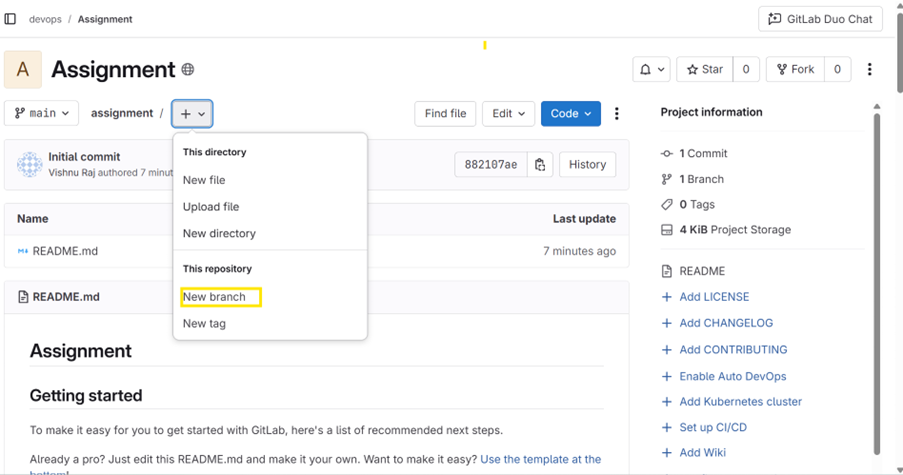 devops / Assignment
GitLab Duo Chat
A
Assignment
Star 0
Fork 0
main
assignment /
Find file
Edit
Code
Project information
This directory
New file
Upload file
New directory
This repository
New branch
New tag
Initial commit
Vishnu Raj authored 7
882107ae
History
Name
Last update
README.md
7 minutes ago
README.md
Assignment
Getting started
To make it easy for you to get started with GitLab, here's a list of recommended next steps.
Already a pro? Just edit this README.md and make it your own. Want to make it easy? Use the template at the
bottom!
1 Commit
1 Branch
0 Tags
4 KiB Project Storage
README
+ Add LICENSE
+ Add CHANGELOG
+ Add CONTRIBUTING
+ Enable Auto DevOps
+ Add Kubernetes cluster
+ Set up CI/CD
+ Add Wiki